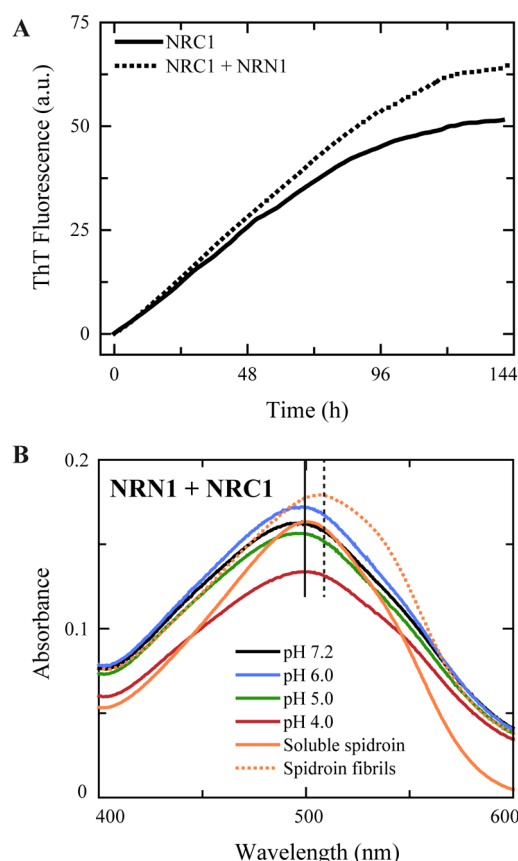 A
75
50
25
0
ThT Fluorescence (a.u.)
NRC1
NRC1 + NRN1
0 48 96 144
Time (h)
B
NRN1 + NRC1
0.2
0.1
0
Absorbance
pH 7.2
pH 6.0
pH 5.0
pH 4.0
Soluble spidroin
Spidroin fibrils
400 500 600
Wavelength (nm)